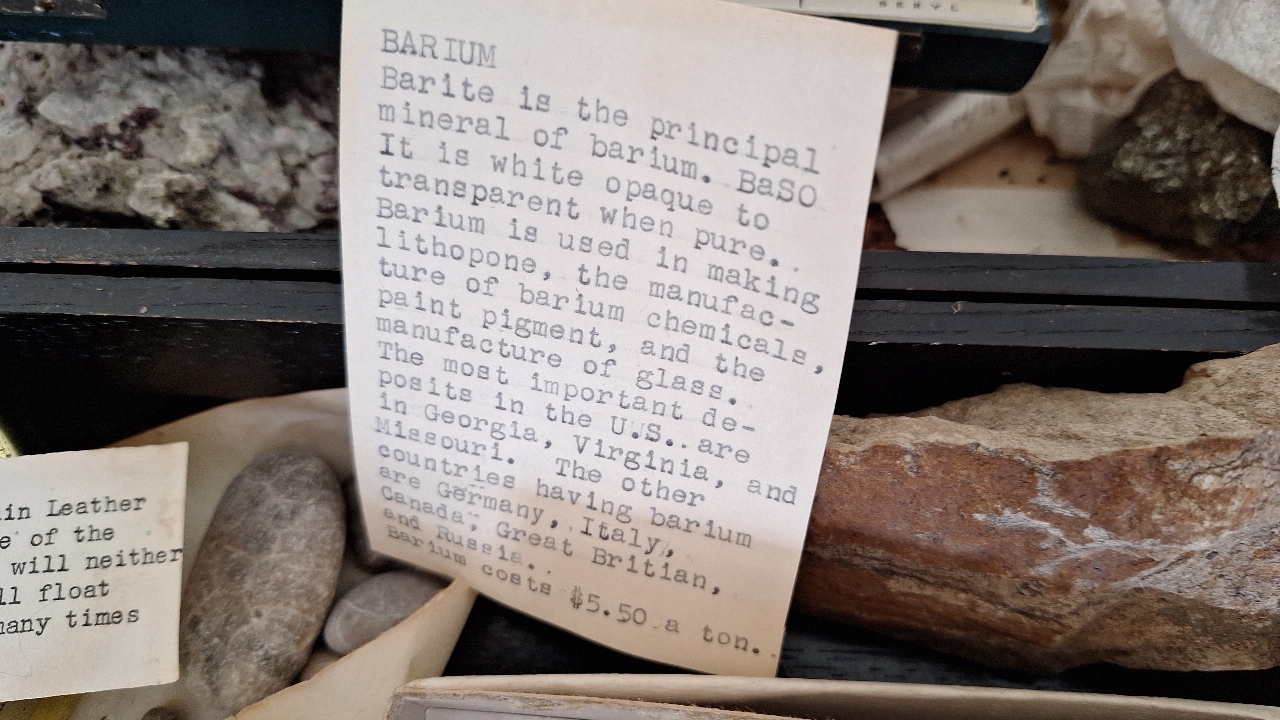 BERYL
BARIUM
Barite is the principal
mineral of barium. BaSO
It is white opaque to
transparent when pure..
Barium is used in making
lithopone, the manufac-
ture of barium chemicals,
paint pigment, and the
manufacture of glass.
The most important de-
posits in the U.S.. are
in Georgia, Virginia, and
Missouri. The other
countries having barium
are Germany, Italy,
Canada, Great Britian,
and Russia..
Barium costs $5.50 a ton..
in Leather
of the
will neither
float
many times